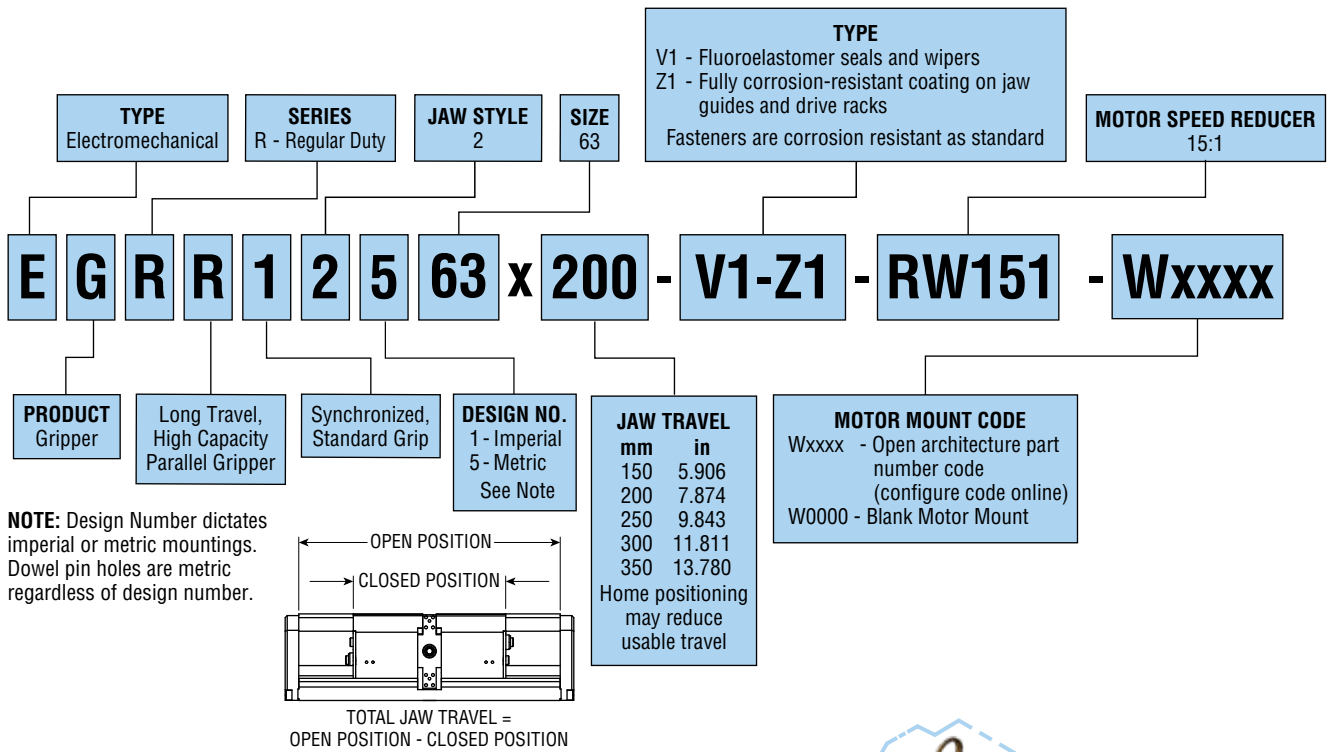 TYPE
V1 - Fluoroelastomer seals and wipers
Z1 - Fully corrosion-resistant coating on jaw
guides and drive racks
Fasteners are corrosion resistant as standard
TYPE
Electromechanical
SERIES
R - Regular Duty
JAW STYLE
2
SIZE
63
MOTOR SPEED REDUCER
15:1
E G R R 1 2 5 63 x 200 - V1-Z1 - RW151 - Wxxxx
PRODUCT
Gripper
Long Travel,
High Capacity
Parallel Gripper
Synchronized,
Standard Grip
DESIGN NO.
1 - Imperial
5 - Metric
See Note
JAW TRAVEL
mm in
150 5.906
200 7.874
250 9.843
300 11.811
350 13.780
Home positioning
may reduce
usable travel
MOTOR MOUNT CODE
Wxxxx - Open architecture part
number code
(configure code online)
W0000 - Blank Motor Mount
NOTE: Design Number dictates
imperial or metric mountings.
Dowel pin holes are metric
regardless of design number.
OPEN POSITION
CLOSED POSITION
TOTAL JAW TRAVEL =
OPEN POSITION - CLOSED POSITION